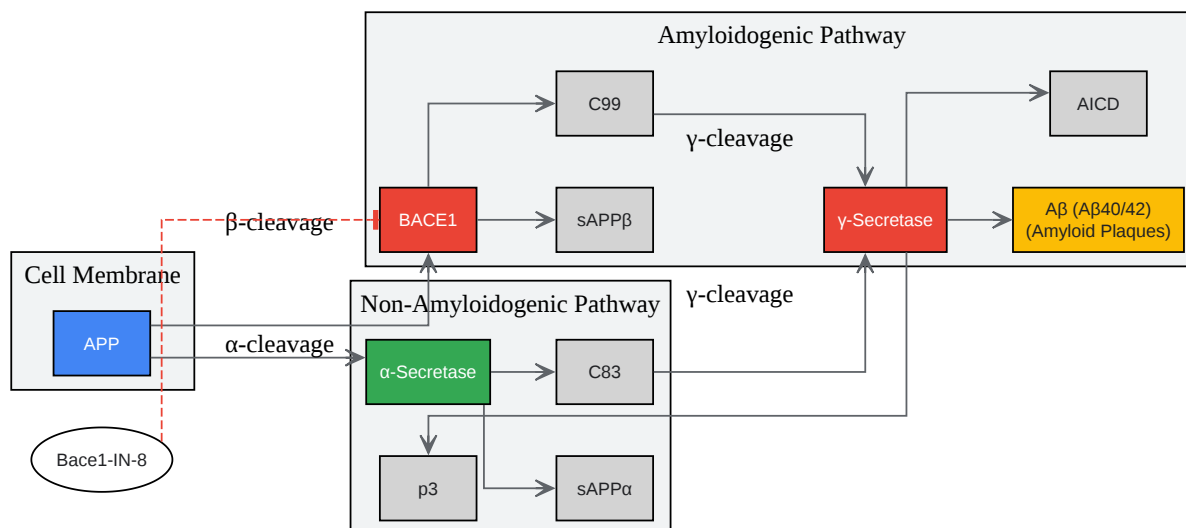 Amyloidogenic Pathway
C99
AICD
γ-cleavage
β-cleavage
BACE1
sAPPβ
γ-Secretase
Aβ (Aβ40/42)
(Amyloid Plaques)
Cell Membrane
Non-Amyloidogenic Pathway
γ-cleavage
APP
α-cleavage
α-Secretase
C83
Bace1-IN-8
p3
sAPPα